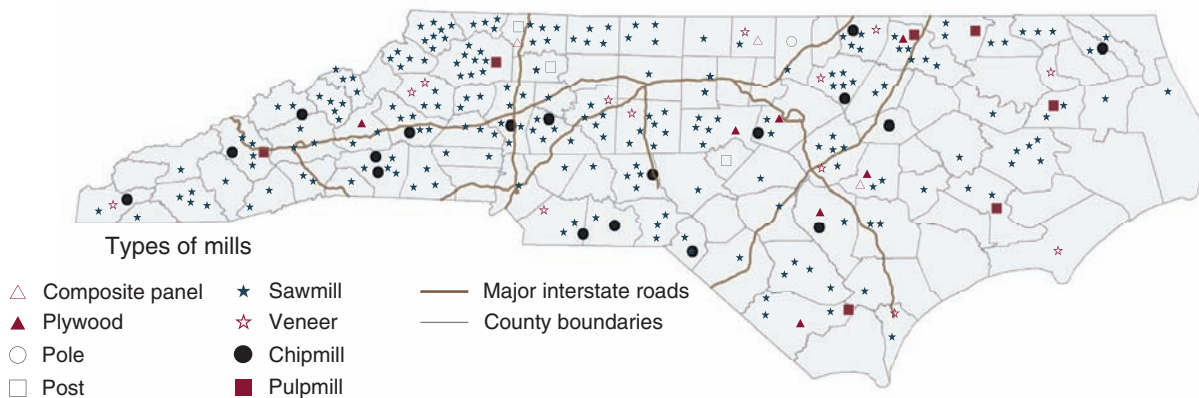 Types of mills
Composite panel
Plywood
Pole
Post
Sawmill
Veneer
Chipmill
Pulpmill
Major interstate roads
County boundaries